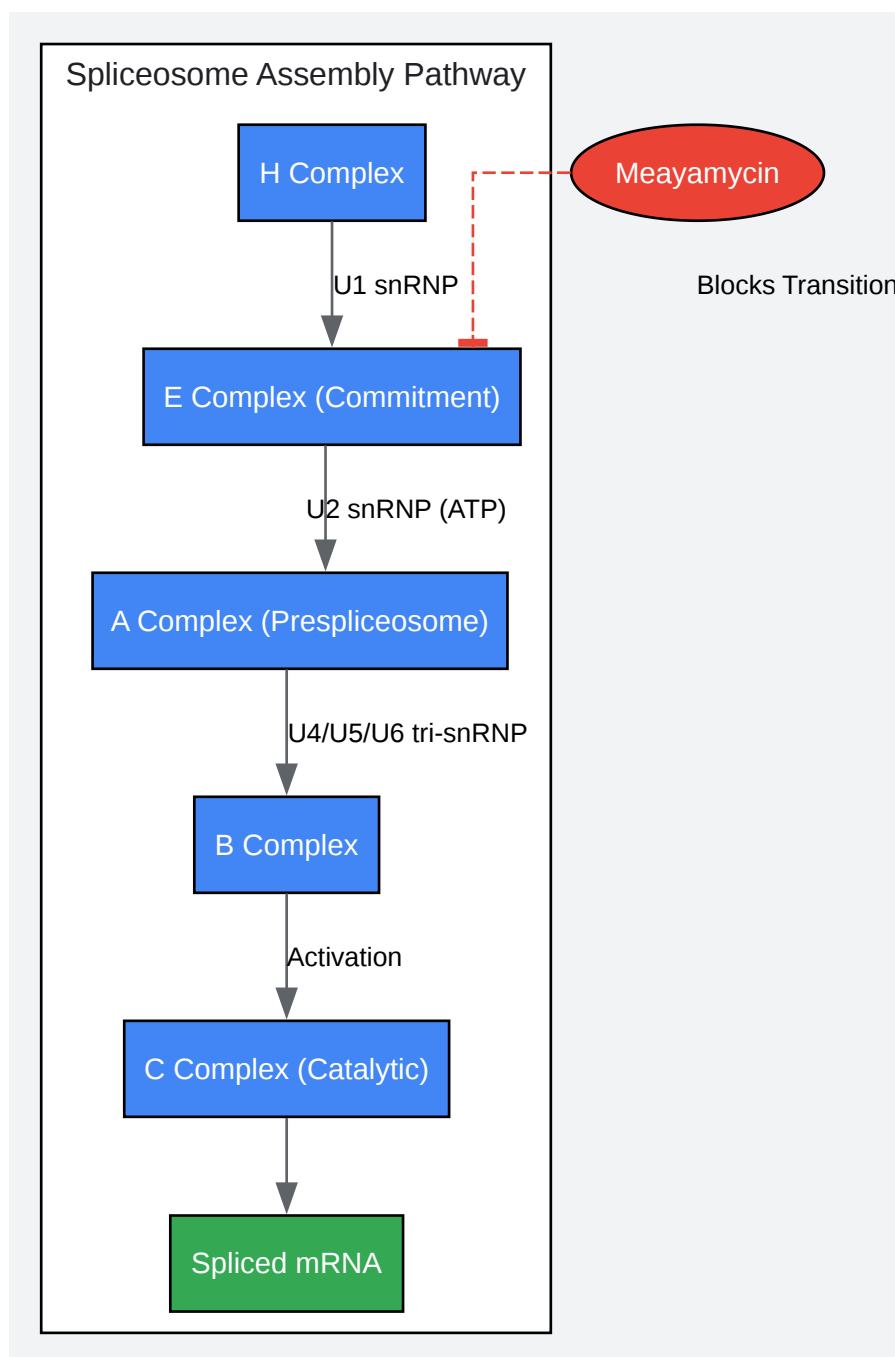 Spliceosome Assembly Pathway
H Complex
Meayamycin
U1 snRNP
Blocks Transition
E Complex (Commitment)
U2 snRNP (ATP)
A Complex (Prespliceosome)
U4/U5/U6 tri-snRNP
B Complex
Activation
C Complex (Catalytic)
Spliced mRNA